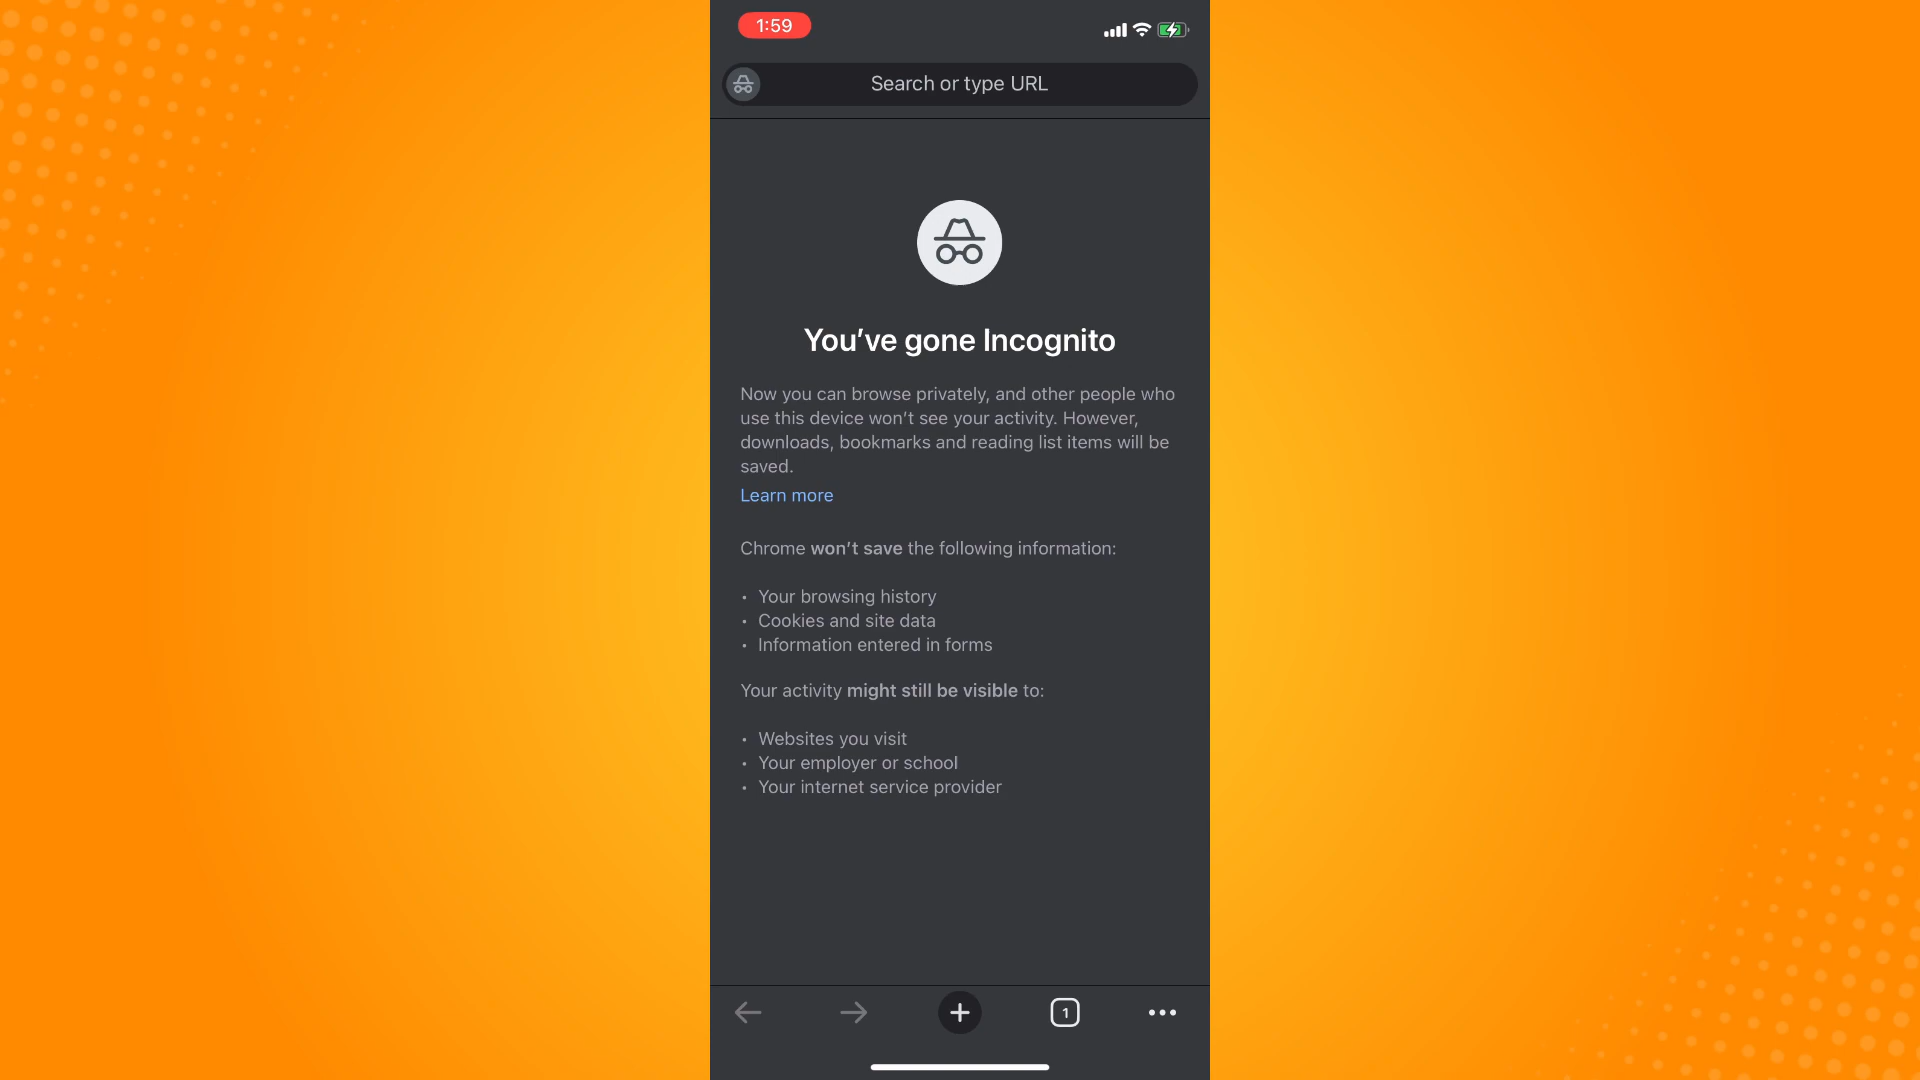 1:59
Search or type URL
You’ve gone Incognito
Now you can browse privately, and other people who
use this device won’t see your activity. However,
downloads, bookmarks and reading list items will be
saved.
Learn more
Chrome won’t save the following information:
• Your browsing history
• Cookies and site data
• Information entered in forms
Your activity might still be visible to:
• Websites you visit
• Your employer or school
• Your internet service provider
1